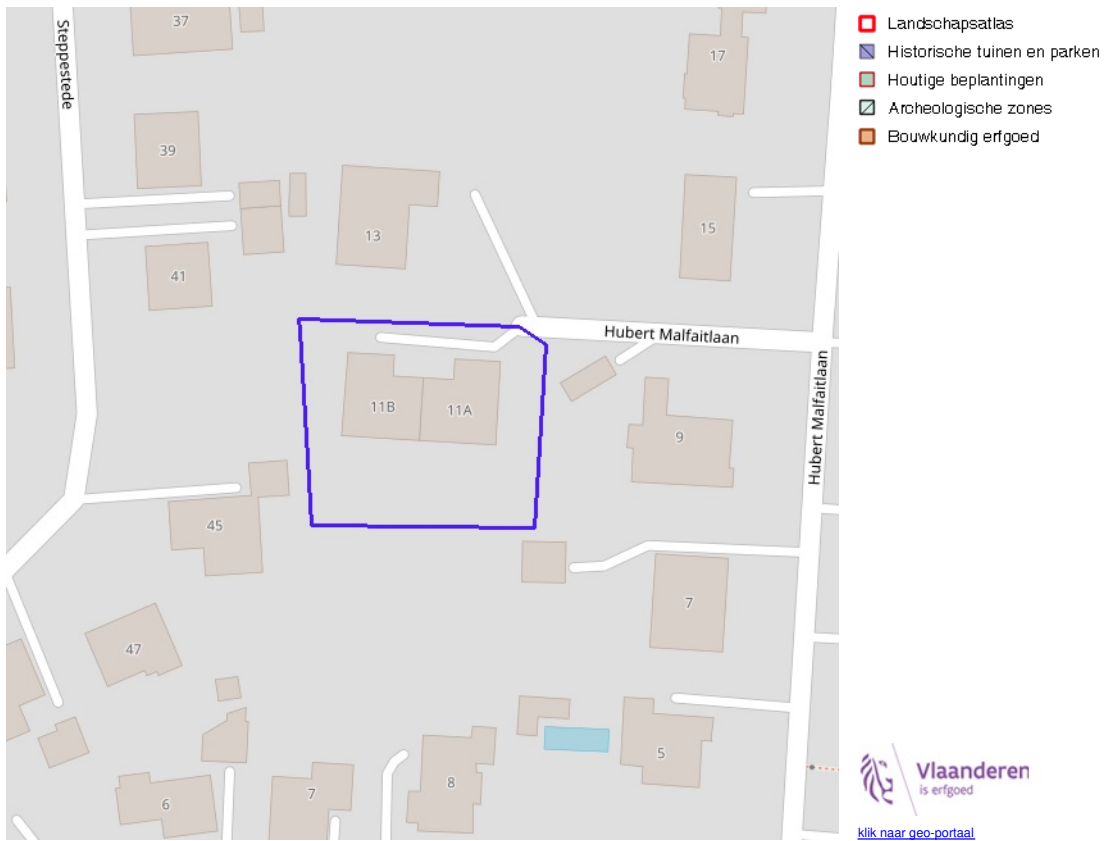 37
Steppestede
17
39
13
15
41
Hubert Malfaitlaan
Hubert Malfaitlaan
11B
11A
9
45
7
47
5
8
7
6
Landschapsatlas
Historische tuinen en parken
Houtige beplantingen
Archeologische zones
Bouwkundig erfgoed
Vlaanderen
is erfgoed
klik naar geo-portaal